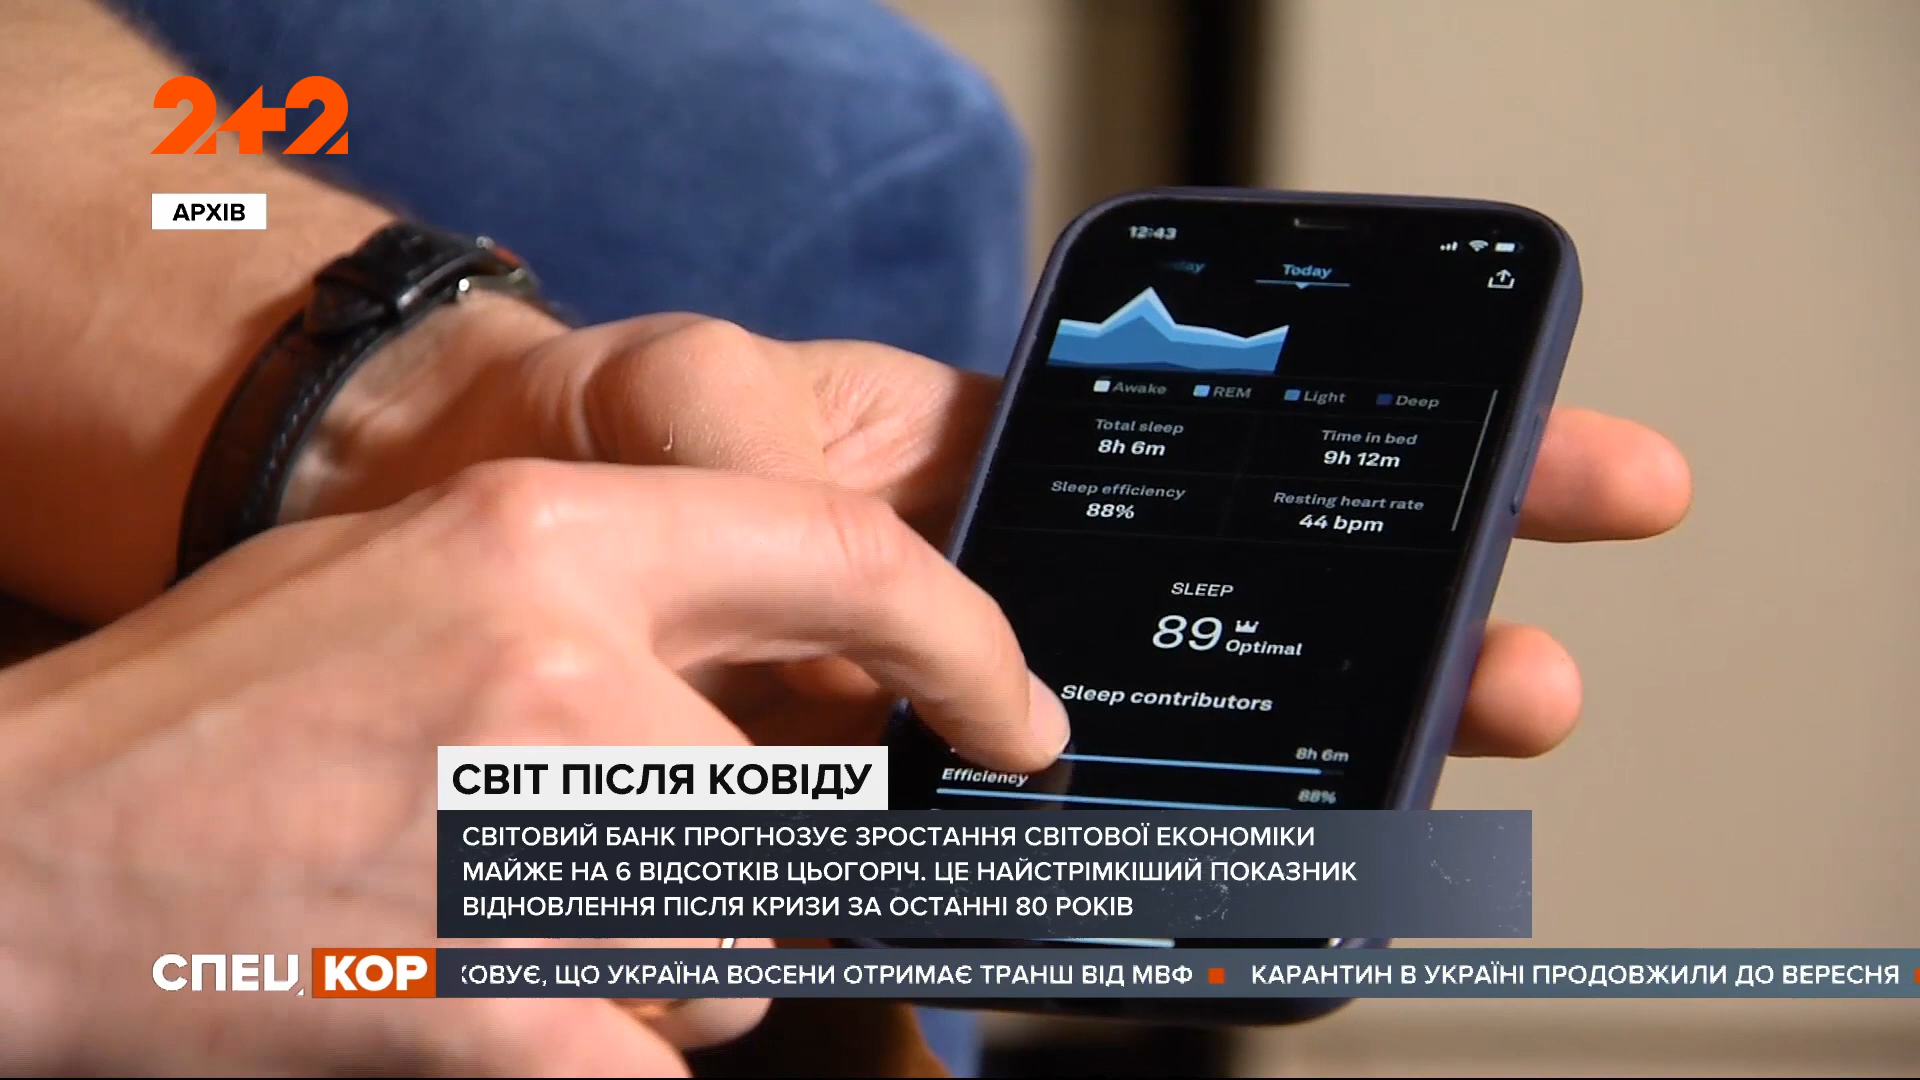 2+2
АРХІВ
12:43
Today
Awake REM Light Deep
Total sleep
8h 6m
Time in bed
9h 12m
Sleep efficiency
88%
Resting heart rate
44 bpm
SLEEP
89 Optimal
Sleep contributors
8h 6m
Efficiency
88%
СВІТ ПІСЛЯ КОВІДУ
СВІТОВИЙ БАНК ПРОГНОЗУЄ ЗРОСТАННЯ СВІТОВОЇ ЕКОНОМІКИ
МАЙЖЕ НА 6 ВІДСОТКІВ ЦЬОГОРІЧ. ЦЕ НАЙСТРІМКІШИЙ ПОКАЗНИК
ВІДНОВЛЕННЯ ПІСЛЯ КРИЗИ ЗА ОСТАННІ 80 РОКІВ
СПЕЦКОР
ЩО УКРАЇНА ВОСЕНИ ОТРИМАЄ ТРАНШ ВІД МВФ ■ КАРАНТИН В УКРАЇНІ ПРОДОВЖИЛИ ДО ВЕРЕСНЯ